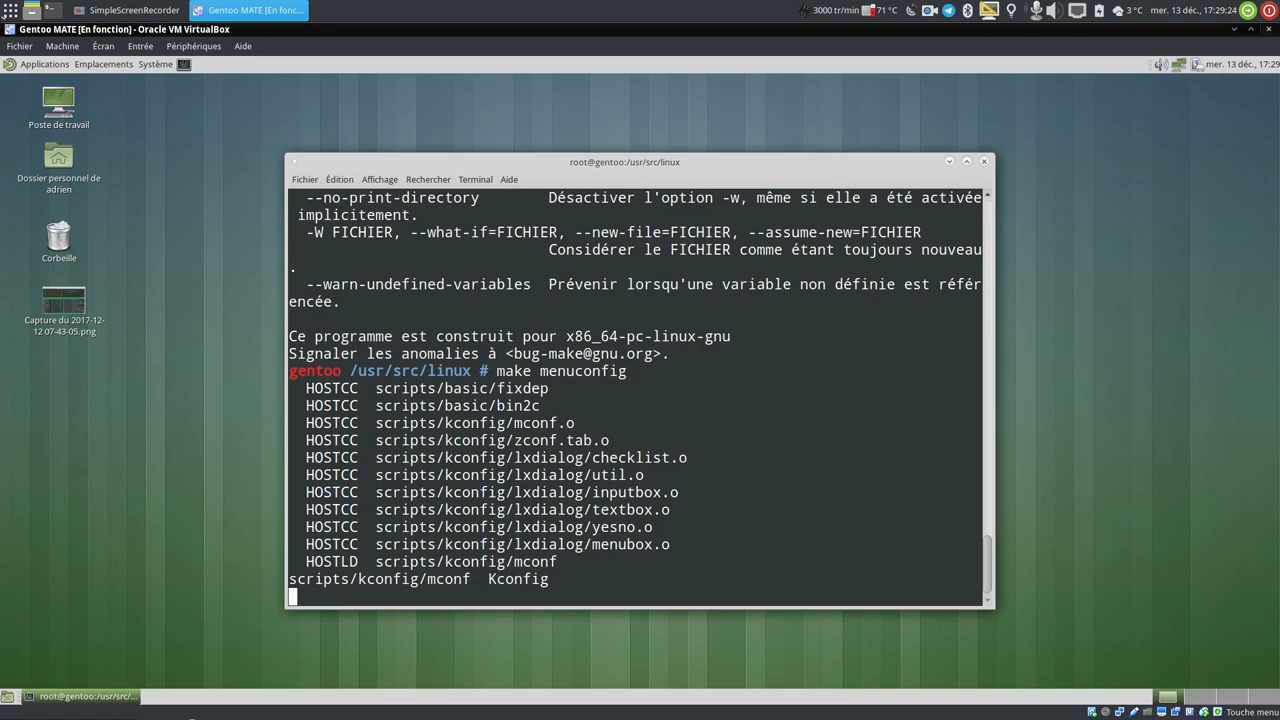 SimpleScreenRecorder
Gentoo MATE [En fonc...
3000 tr/min
71 °C
3 °C
mer. 13 déc., 17:29:24
Gentoo MATE [En fonction] - Oracle VM VirtualBox
Fichier Machine Écran Entrée Périphériques Aide
Applications Emplacements Système
mer. 13 déc., 17:29
Poste de travail
Dossier personnel de
adrien
Corbeille
Capture du 2017-12-
12 07-43-05.png
root@gentoo:/usr/src/linux
Fichier Édition Affichage Rechercher Terminal Aide
--no-print-directory        Désactiver l'option -w, même si elle a été activée
implicitement.
-W FICHIER, --what-if=FICHIER, --new-file=FICHIER, --assume-new=FICHIER
Considérer le FICHIER comme étant toujours nouveau
.
--warn-undefined-variables  Prévenir lorsqu'une variable non définie est référ
encée.
Ce programme est construit pour x86_64-pc-linux-gnu
Signaler les anomalies à <bug-make@gnu.org>.
gentoo /usr/src/linux # make menuconfig
HOSTCC  scripts/basic/fixdep
HOSTCC  scripts/basic/bin2c
HOSTCC  scripts/kconfig/mconf.o
HOSTCC  scripts/kconfig/zconf.tab.o
HOSTCC  scripts/kconfig/lxdialog/checklist.o
HOSTCC  scripts/kconfig/lxdialog/util.o
HOSTCC  scripts/kconfig/lxdialog/inputbox.o
HOSTCC  scripts/kconfig/lxdialog/textbox.o
HOSTCC  scripts/kconfig/lxdialog/yesno.o
HOSTCC  scripts/kconfig/lxdialog/menubox.o
HOSTLD  scripts/kconfig/mconf
scripts/kconfig/mconf  Kconfig
root@gentoo:/usr/src/...
Touche menu